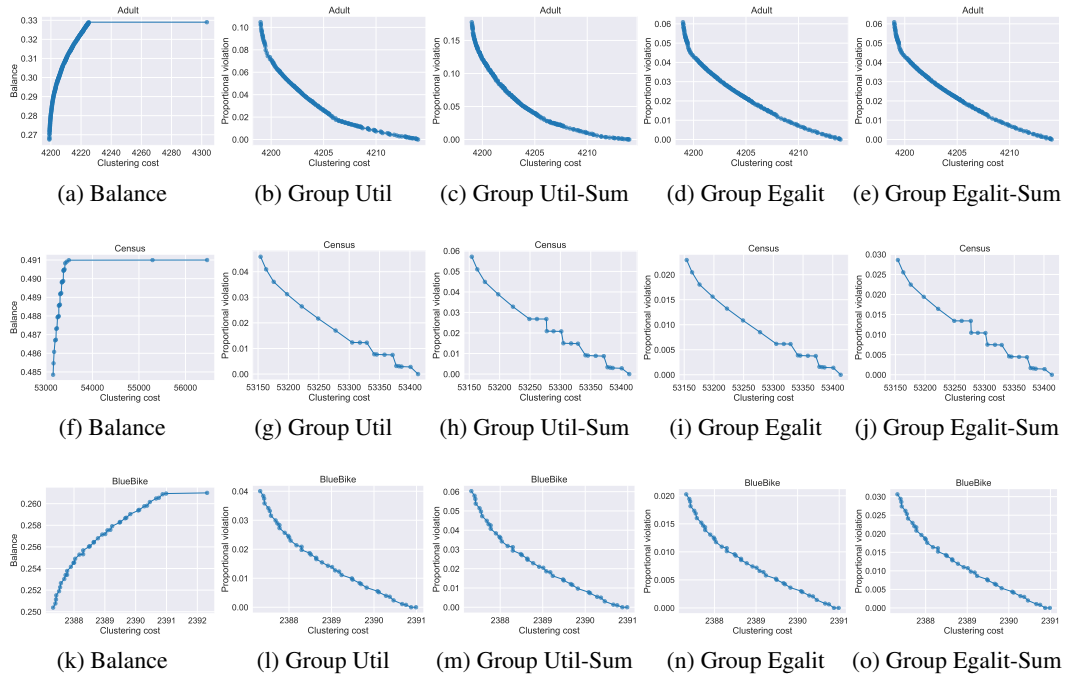 Adult
0.33
0.32
0.31
0.30
0.29
0.28
0.27
Balance
4200 4220 4240 4260 4280 4300
Clustering cost
(a) Balance
Adult
0.10
0.08
0.06
0.04
0.02
0.00
Proportional violation
4200 4205 4210
Clustering cost
(b) Group Util
Adult
0.15
0.10
0.05
0.00
Proportional violation
4200 4205 4210
Clustering cost
(c) Group Util-Sum
Adult
0.06
0.05
0.04
0.03
0.02
0.01
0.00
Proportional violation
4200 4205 4210
Clustering cost
(d) Group Egalit
Adult
0.06
0.05
0.04
0.03
0.02
0.01
0.00
Proportional violation
4200 4205 4210
Clustering cost
(e) Group Egalit-Sum
Census
0.491
0.490
0.489
0.488
0.487
0.486
0.485
Balance
53000 54000 55000 56000
Clustering cost
(f) Balance
Census
0.04
0.03
0.02
0.01
0.00
Proportional violation
53150 53200 53250 53300 53350 53400
Clustering cost
(g) Group Util
Census
0.06
0.05
0.04
0.03
0.02
0.01
0.00
Proportional violation
53150 53200 53250 53300 53350 53400
Clustering cost
(h) Group Util-Sum
Census
0.020
0.015
0.010
0.005
0.000
Proportional violation
53150 53200 53250 53300 53350 53400
Clustering cost
(i) Group Egalit
Census
0.030
0.025
0.020
0.015
0.010
0.005
0.000
Proportional violation
53150 53200 53250 53300 53350 53400
Clustering cost
(j) Group Egalit-Sum
BlueBike
0.260
0.258
0.256
0.254
0.252
0.250
Balance
2388 2389 2390 2391 2392
Clustering cost
(k) Balance
BlueBike
0.04
0.03
0.02
0.01
0.00
Proportional violation
2388 2389 2390 2391
Clustering cost
(l) Group Util
BlueBike
0.06
0.05
0.04
0.03
0.02
0.01
0.00
Proportional violation
2388 2389 2390 2391
Clustering cost
(m) Group Util-Sum
BlueBike
0.020
0.015
0.010
0.005
0.000
Proportional violation
2388 2389 2390 2391
Clustering cost
(n) Group Egalit
BlueBike
0.030
0.025
0.020
0.015
0.010
0.005
0.000
Proportional violation
2388 2389 2390 2391
Clustering cost
(o) Group Egalit-Sum